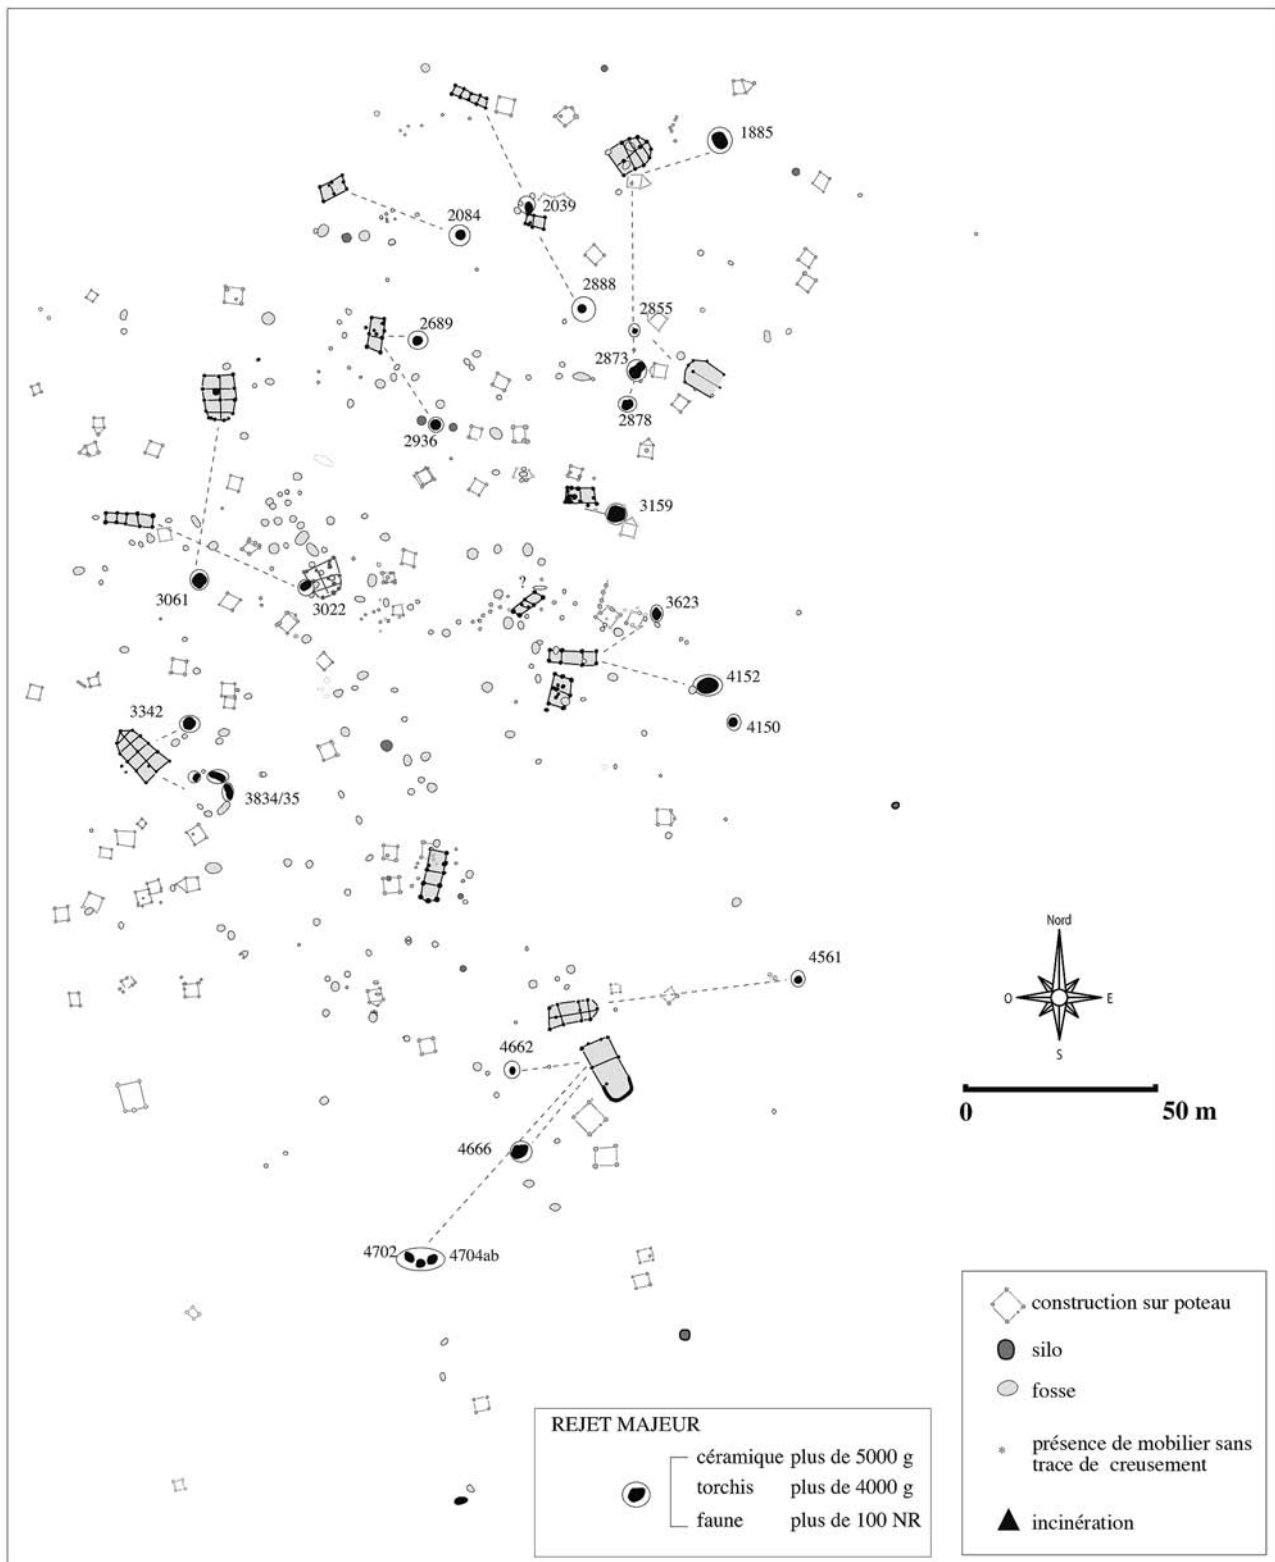 1885
2039
2084
2888
2855
2689
2873
2878
2936
3159
?
3061
3022
3623
4152
3342
4150
3834/35
4561
4662
4666
4702
4704ab
Nord
O
E
S
0
50 m
construction sur poteau
silo
fosse
présence de mobilier sans
trace de creusement
incinération
REJET MAJEUR
céramique plus de 5000 g
torchis plus de 4000 g
faune plus de 100 NR